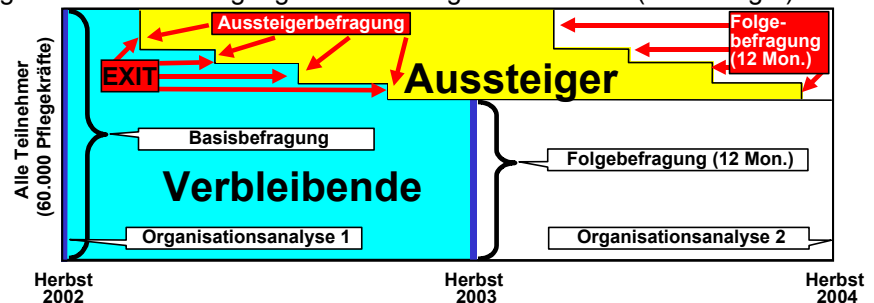 Aussteigerbefragung
Folge-
befragung
(12 Mon.)
EXIT
Aussteiger
Alle Teilnehmer
(60.000 Pflegekräfte)
Basisbefragung
Folgebefragung (12 Mon.)
Verbleibende
Organisationsanalyse 1
Organisationsanalyse 2
Herbst
2002
Herbst
2003
Herbst
2004